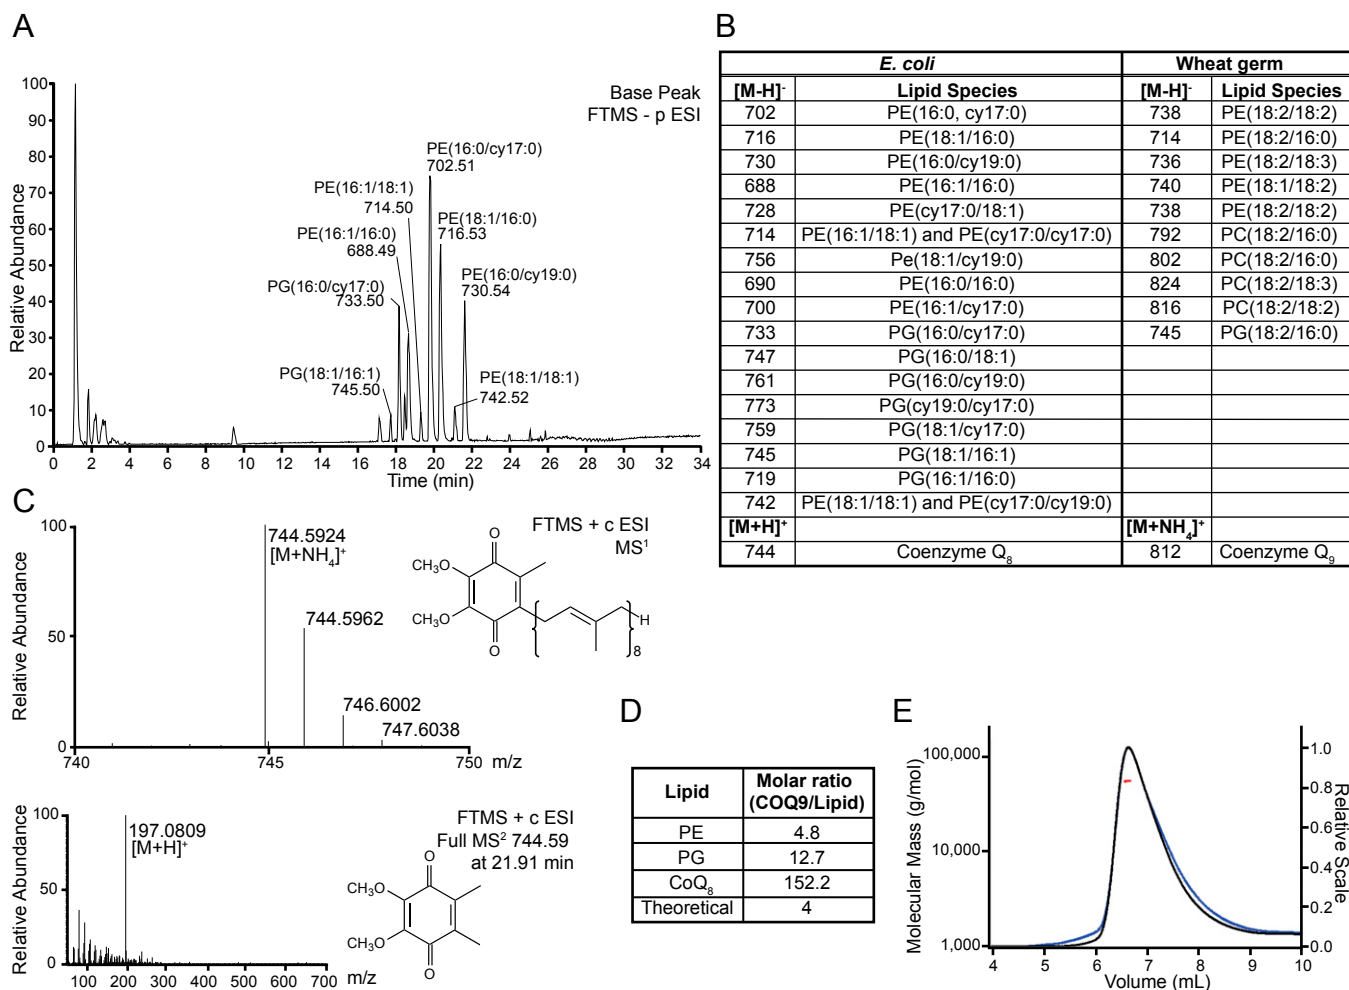 A
Base Peak
FTMS - p ESI
PE(16:0/cy17:0)
702.51
PE(16:1/18:1)
714.50
PE(18:1/16:0)
716.53
PE(16:1/16:0)
688.49
PE(16:0/cy19:0)
730.54
PG(16:0/cy17:0)
733.50
PG(18:1/16:1)
745.50
PE(18:1/18:1)
742.52
Relative Abundance
100
90
80
70
60
50
40
30
20
10
0
0 2 4 6 8 10 12 14 16 18 20 22 24 26 28 30 32 34
Time (min)
B
E. coli Wheat germ
[M-H]- Lipid Species [M-H]- Lipid Species
702 PE(16:0, cy17:0) 738 PE(18:2/18:2)
716 PE(18:1/16:0) 714 PE(18:2/16:0)
730 PE(16:0/cy19:0) 736 PE(18:2/18:3)
688 PE(16:1/16:0) 740 PE(18:1/18:2)
728 PE(cy17:0/18:1) 738 PE(18:2/18:2)
714 PE(16:1/18:1) and PE(cy17:0/cy17:0) 792 PC(18:2/16:0)
756 Pe(18:1/cy19:0) 802 PC(18:2/16:0)
690 PE(16:0/16:0) 824 PC(18:2/18:3)
700 PE(16:1/cy17:0) 816 PC(18:2/18:2)
733 PG(16:0/cy17:0) 745 PG(18:2/16:0)
747 PG(16:0/18:1)
761 PG(16:0/cy19:0)
773 PG(cy19:0/cy17:0)
759 PG(18:1/cy17:0)
745 PG(18:1/16:1)
719 PG(16:1/16:0)
742 PE(18:1/18:1) and PE(cy17:0/cy19:0)
[M+H]+ [M+NH4]+
744 Coenzyme Q8 812 Coenzyme Q9
C
FTMS + c ESI
MS1
744.5924
[M+NH4]+
744.5962
746.6002
747.6038
Relative Abundance
100
50
0
740 745 750 m/z
O
CH3O
CH3O
O
H
8
FTMS + c ESI
Full MS2 744.59
at 21.91 min
197.0809
[M+H]+
Relative Abundance
100
50
0
100 200 300 400 500 600 700 m/z
O
CH3O
CH3O
O
D
Lipid Molar ratio
(COQ9/Lipid)
PE 4.8
PG 12.7
CoQ8 152.2
Theoretical 4
E
Molecular Mass (g/mol)
100,000
10,000
1,000
1.0
0.8
0.6
0.4
0.2
0.0
Relative Scale
4 5 6 7 8 9 10
Volume (mL)